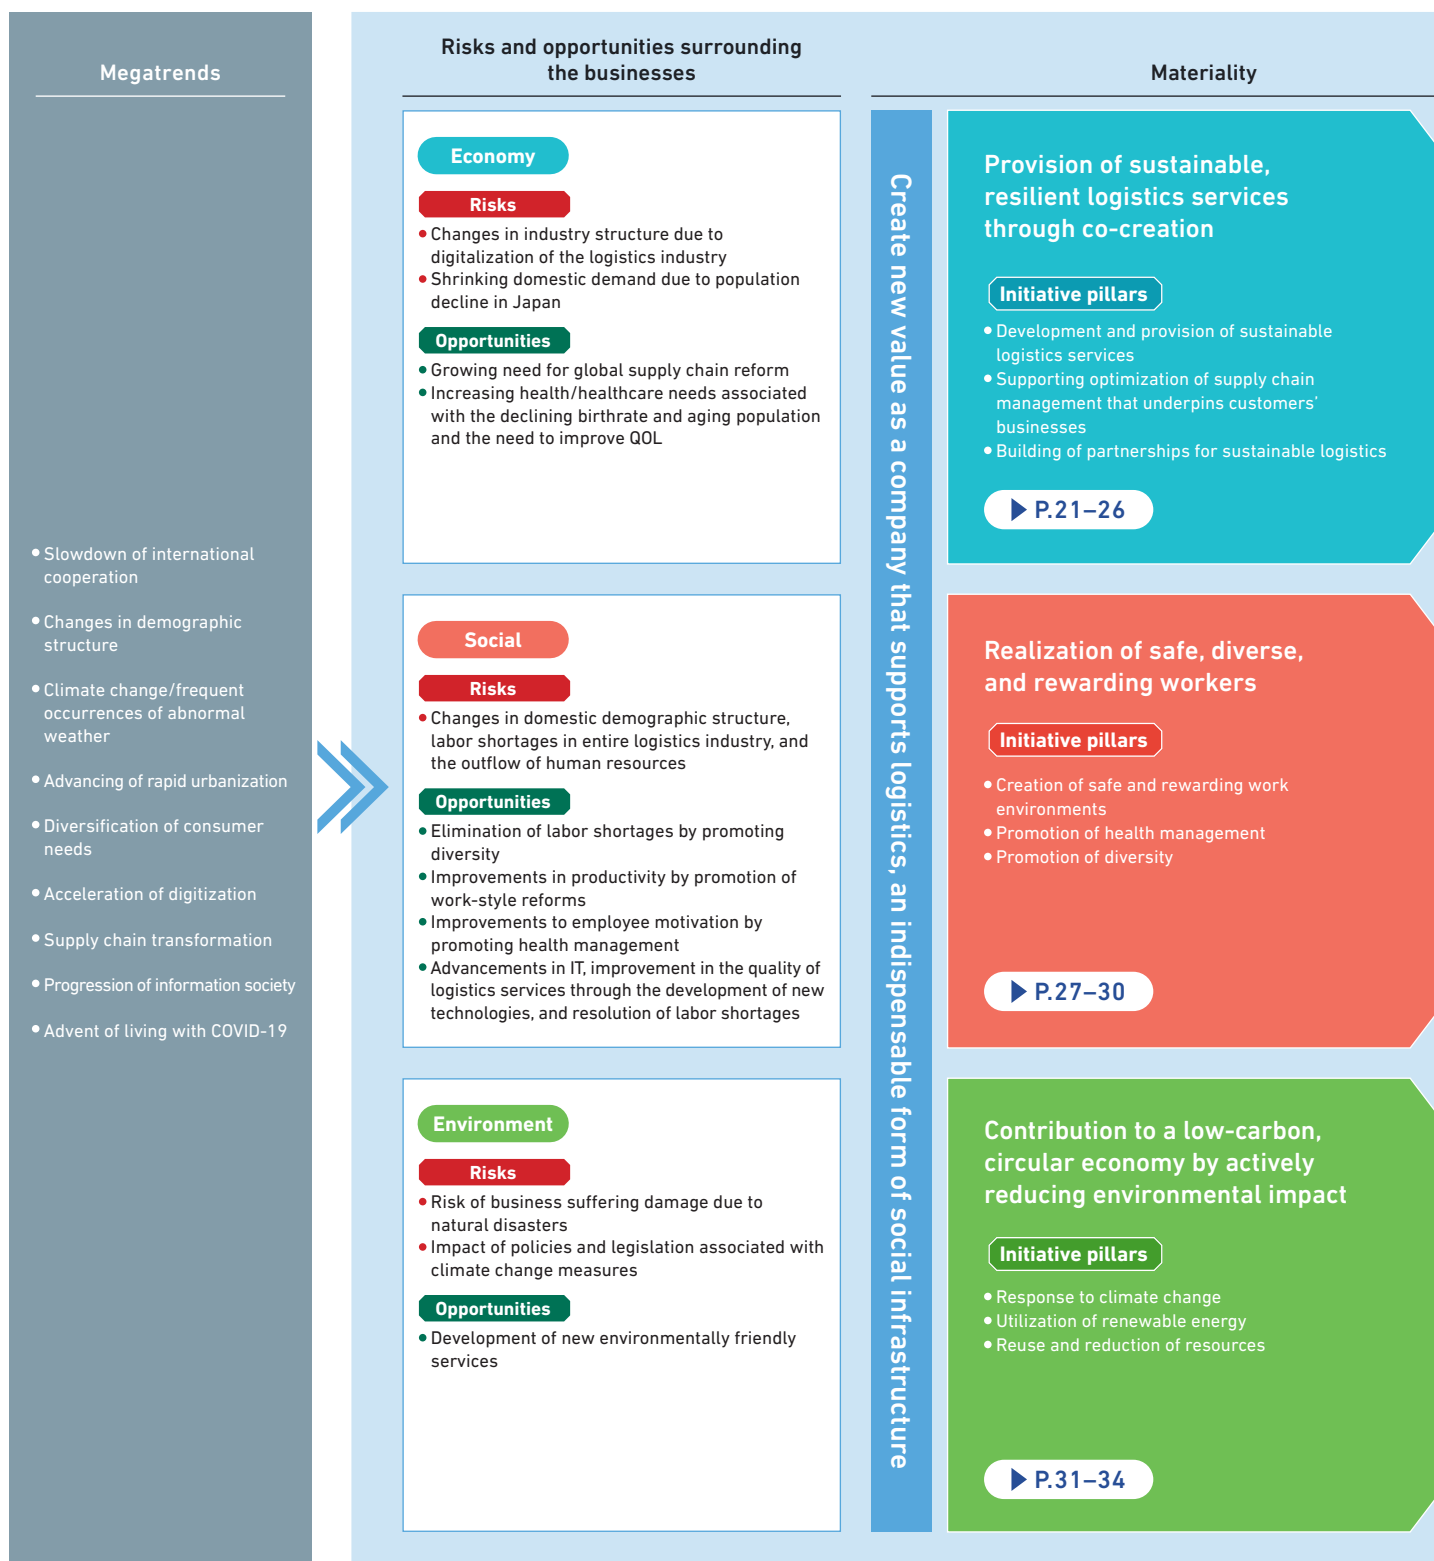 Megatrends
Slowdown of international
cooperation
Changes in demographic
structure
Climate change/frequent
occurrences of abnormal
weather
Advancing of rapid urbanization
Diversification of consumer
needs
Acceleration of digitization
Supply chain transformation
Progression of information society
Advent of living with COVID-19
Risks and opportunities surrounding
the businesses
Economy
Risks
Changes in industry structure due to
digitalization of the logistics industry
Shrinking domestic demand due to population
decline in Japan
Opportunities
Growing need for global supply chain reform
Increasing health/healthcare needs associated
with the declining birthrate and aging population
and the need to improve QOL
Social
Risks
Changes in domestic demographic structure,
labor shortages in entire logistics industry, and
the outflow of human resources
Opportunities
Elimination of labor shortages by promoting
diversity
Improvements in productivity by promotion of
work-style reforms
Improvements to employee motivation by
promoting health management
Advancements in IT, improvement in the quality of
logistics services through the development of new
technologies, and resolution of labor shortages
Environment
Risks
Risk of business suffering damage due to
natural disasters
Impact of policies and legislation associated with
climate change measures
Opportunities
Development of new environmentally friendly
services
Materiality
Create new value as a company that supports logistics, an indispensable form of social infrastructure
Provision of sustainable,
resilient logistics services
through co-creation
Initiative pillars
Development and provision of sustainable
logistics services
Supporting optimization of supply chain
management that underpins customers'
businesses
Building of partnerships for sustainable logistics
P.21–26
Realization of safe, diverse,
and rewarding workers
Initiative pillars
Creation of safe and rewarding work
environments
Promotion of health management
Promotion of diversity
P.27–30
Contribution to a low-carbon,
circular economy by actively
reducing environmental impact
Initiative pillars
Response to climate change
Utilization of renewable energy
Reuse and reduction of resources
P.31–34